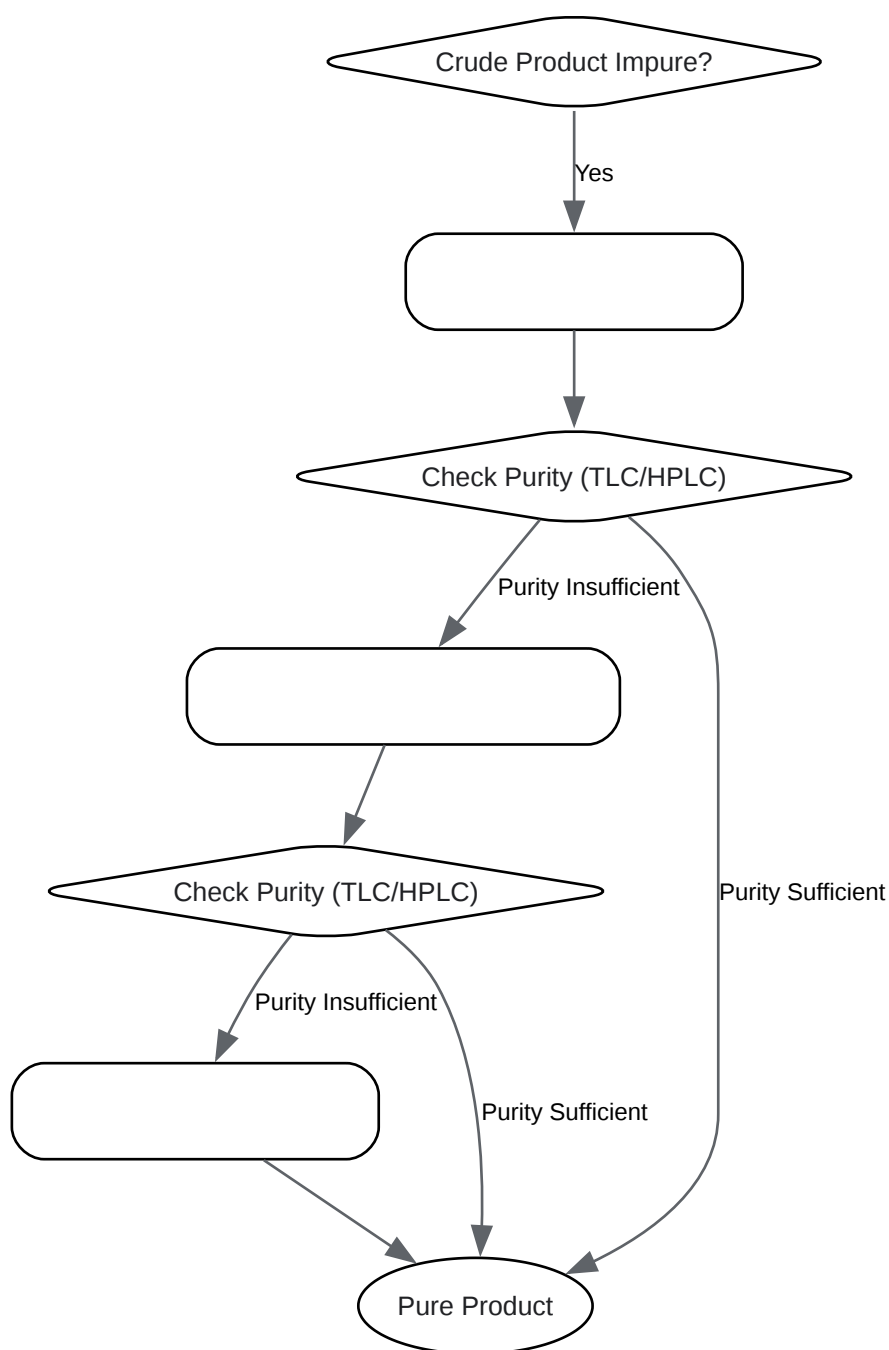 Crude Product Impure?
Yes
Check Purity (TLC/HPLC)
Purity Insufficient
Check Purity (TLC/HPLC)
Purity Sufficient
Purity Insufficient
Purity Sufficient
Pure Product